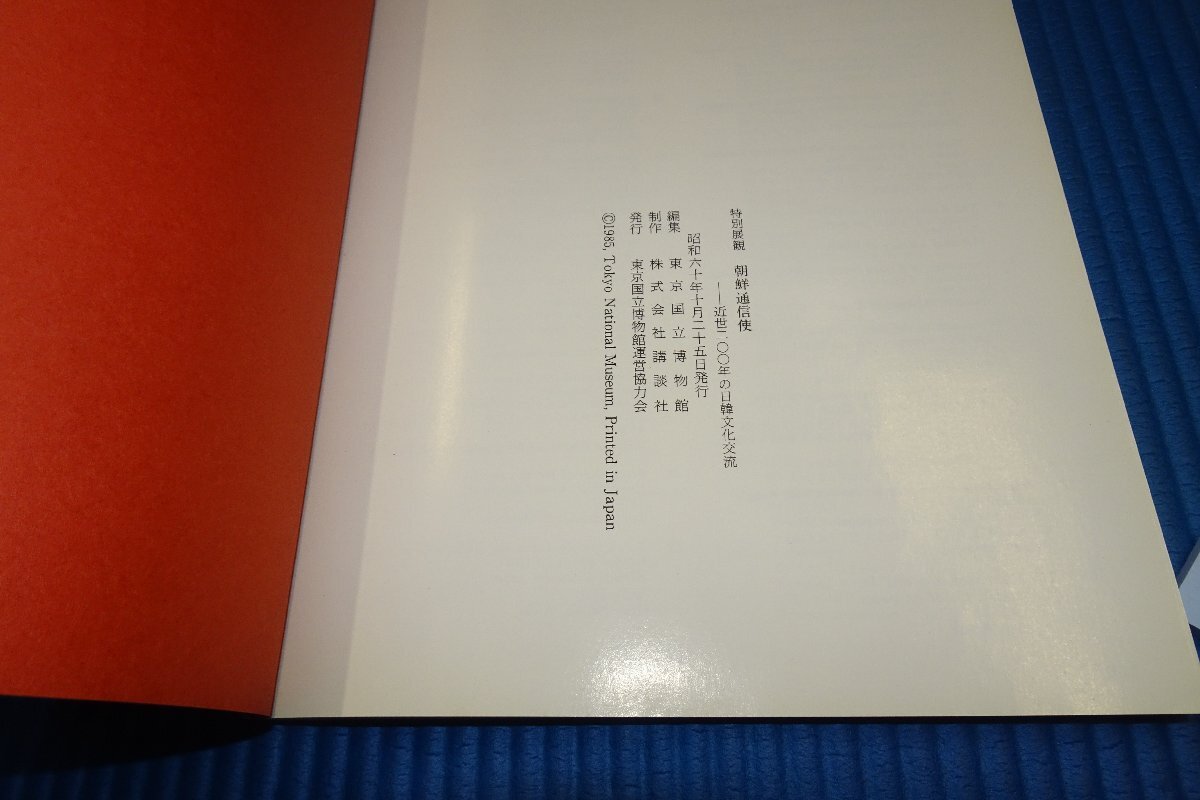 特別展観 朝鮮通信使
──近世二〇〇年の日韓文化交流
昭和六十年十月二十五日発行
編集 東京国立博物館
制作 株式会社講談社
発行 東京国立博物館運営協力会
©1985, Tokyo National Museum, Printed in Japan